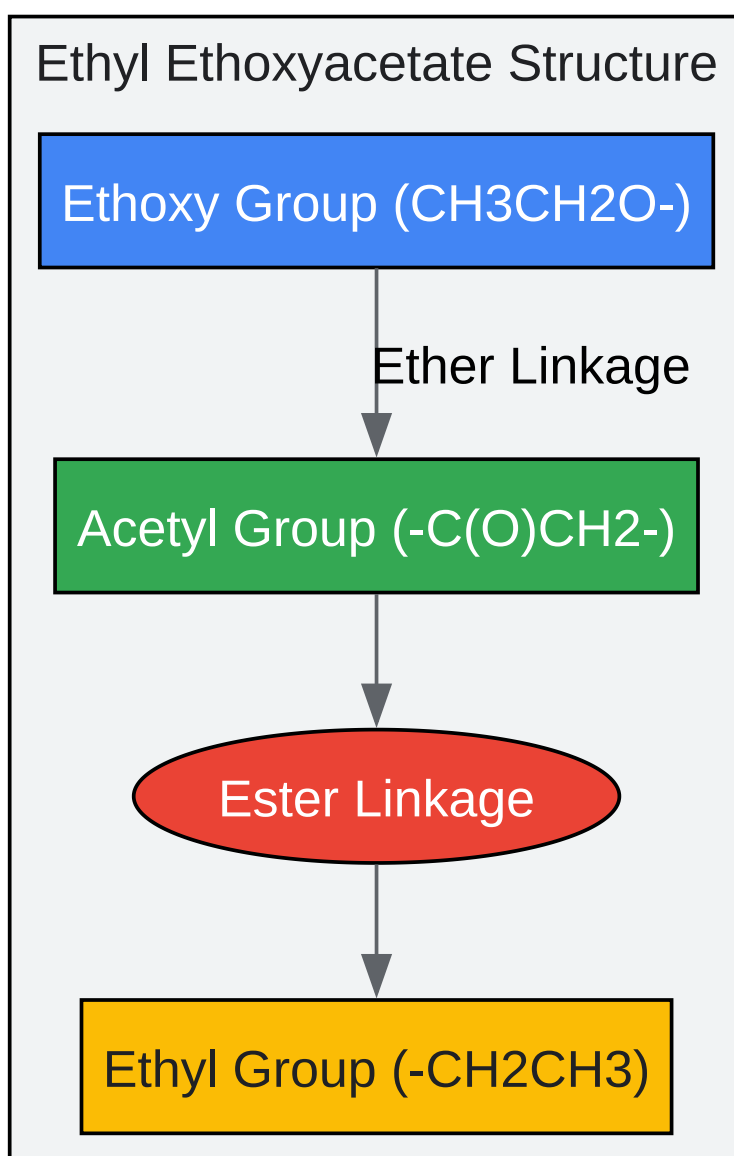 Ethyl Ethoxyacetate Structure
Ethoxy Group (CH3CH2O-)
Ether Linkage
Acetyl Group (-C(O)CH2-)
Ester Linkage
Ethyl Group (-CH2CH3)